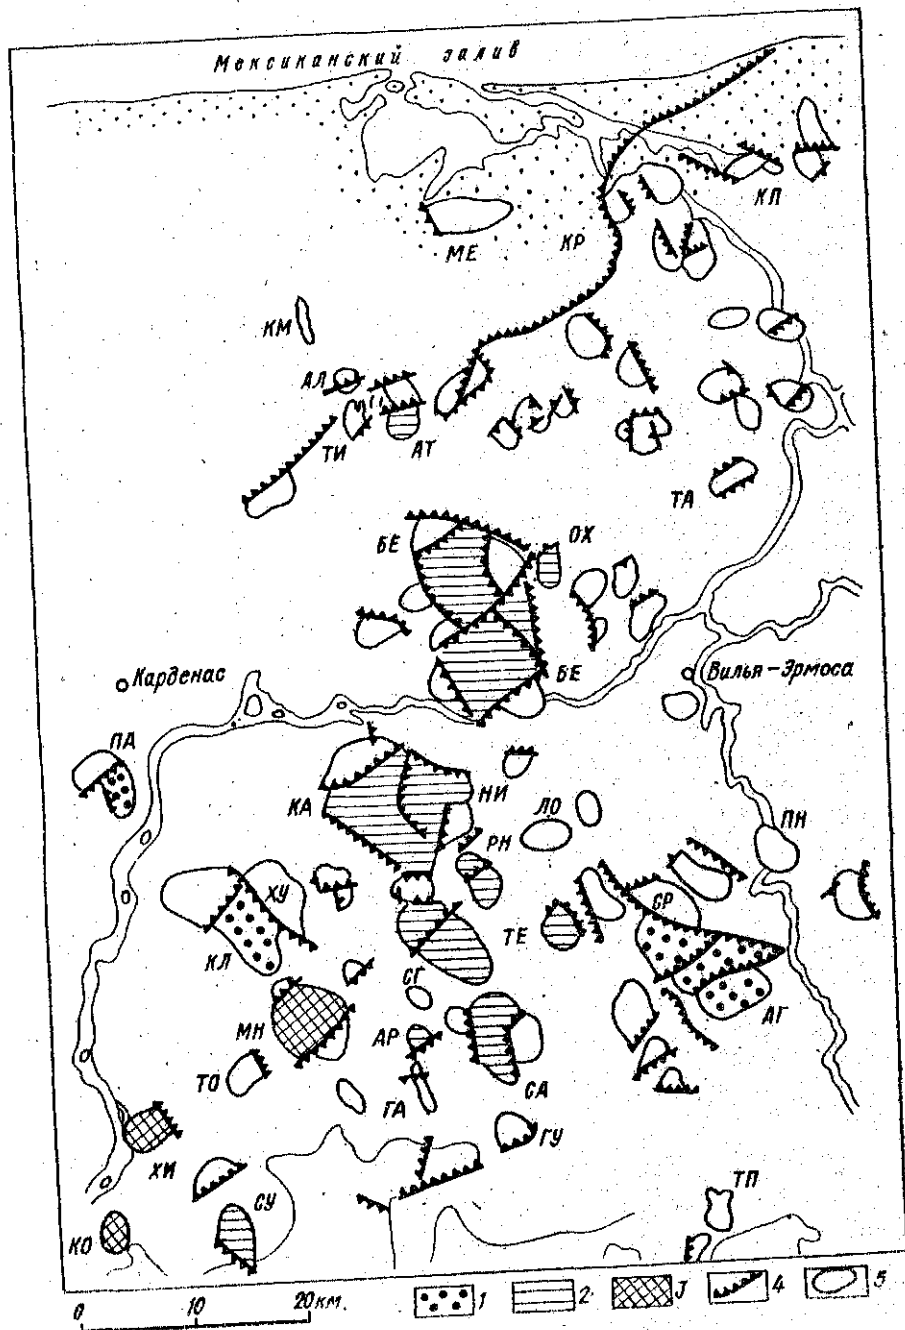 Мексиканский залив
КП
МЕ
КР
КМ
АЛ
ТИ
АТ
ТА
БЕ
ОХ
Карденас
БЕ
Вилья-Эрмоса
ПА
КА
НИ
ЛО
ПН
РН
ХУ
СР
КЛ
ТЕ
СГ
АГ
МН
АР
ТО
ГА
СА
ГУ
ХИ
ТП
СУ
КО
0 10 20 км.
1 2 3 4 5